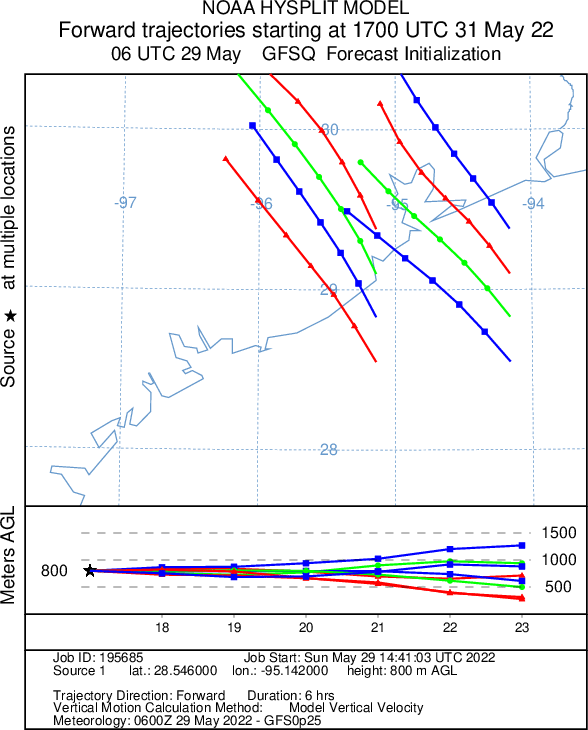 NOAA HYSPLIT MODEL
Forward trajectories starting at 1700 UTC 31 May 22
06 UTC 29 May GFSQ Forecast Initialization
Source ★ at multiple locations
30
-97 -96 -95 -94
29
28
Meters AGL
1500
1000
500
800
18 19 20 21 22 23
Job ID: 195685 Job Start: Sun May 29 14:41:03 UTC 2022
Source 1 lat.: 28.546000 lon.: -95.142000 height: 800 m AGL
Trajectory Direction: Forward Duration: 6 hrs
Vertical Motion Calculation Method: Model Vertical Velocity
Meteorology: 0600Z 29 May 2022 - GFS0p25